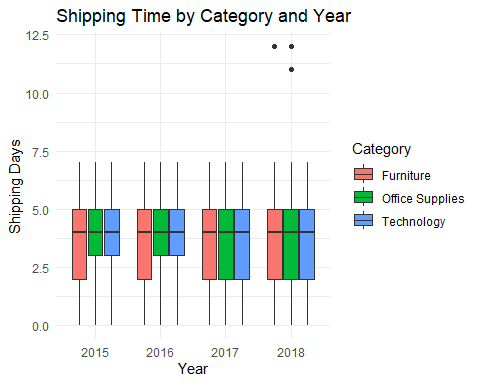 Shipping Time by Category and Year
12.5
10.0
7.5
5.0
2.5
0.0
Shipping Days
2015
2016
2017
2018
Year
Category
Furniture
Office Supplies
Technology